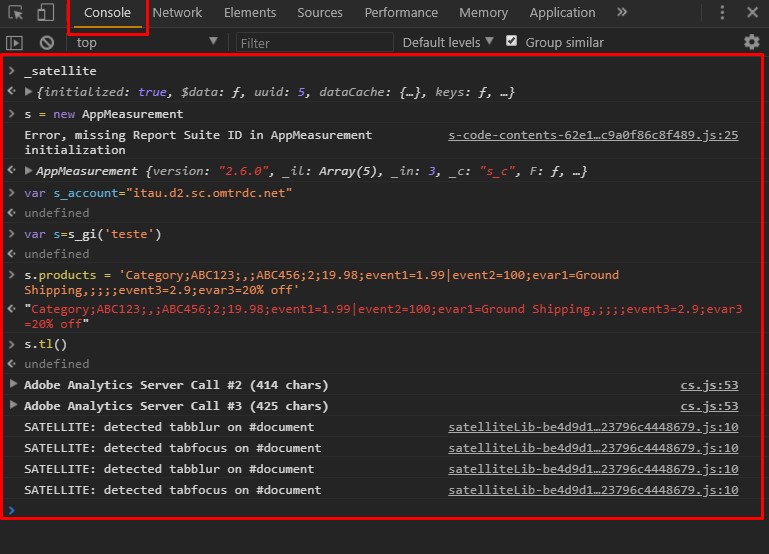 Console Network Elements Sources Performance Memory Application »
top Filter Default levels Group similar
> _satellite
{initialized: true, $data: ƒ, uuid: 5, dataCache: {…}, keys: ƒ, …}
> s = new AppMeasurement
Error, missing Report Suite ID in AppMeasurement s-code-contents-62e1…c9a0f86c8f489.js:25
initialization
AppMeasurement {version: "2.6.0", _il: Array(5), _in: 3, _c: "s_c", F: ƒ, …}
> var s_account="itau.d2.sc.omtrdc.net"
undefined
> var s=s_gi('teste')
undefined
> s.products = 'Category;ABC123;,;ABC456;2;19.98;event1=1.99|event2=100;evar1=Ground
Shipping,;;;;event3=2.9;evar3=20% off'
"Category;ABC123;,;ABC456;2;19.98;event1=1.99|event2=100;evar1=Ground Shipping,;;;;event3=2.9;evar3
=20% off"
> s.tl()
undefined
Adobe Analytics Server Call #2 (414 chars) cs.js:53
Adobe Analytics Server Call #3 (425 chars) cs.js:53
SATELLITE: detected tabblur on #document satelliteLib-be4d9d1…23796c4448679.js:10
SATELLITE: detected tabfocus on #document satelliteLib-be4d9d1…23796c4448679.js:10
SATELLITE: detected tabblur on #document satelliteLib-be4d9d1…23796c4448679.js:10
SATELLITE: detected tabfocus on #document satelliteLib-be4d9d1…23796c4448679.js:10
>